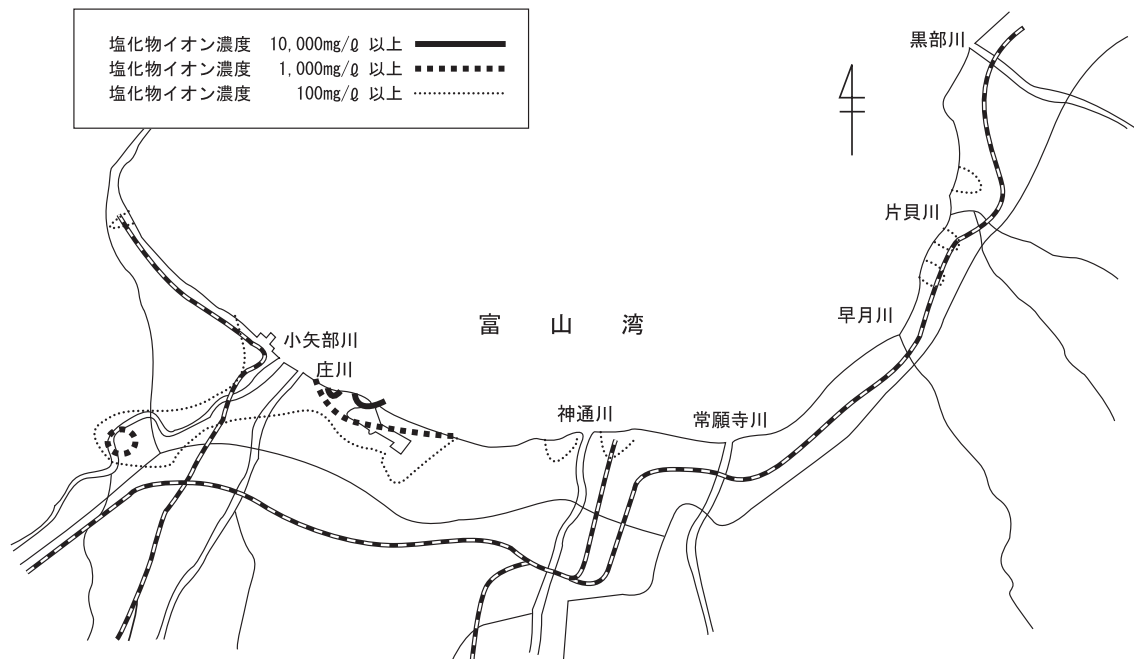 塩化物イオン濃度 10,000mg/ℓ 以上
塩化物イオン濃度 1,000mg/ℓ 以上
塩化物イオン濃度 100mg/ℓ 以上
黒部川
片貝川
早月川
富山湾
小矢部川
庄川
神通川
常願寺川